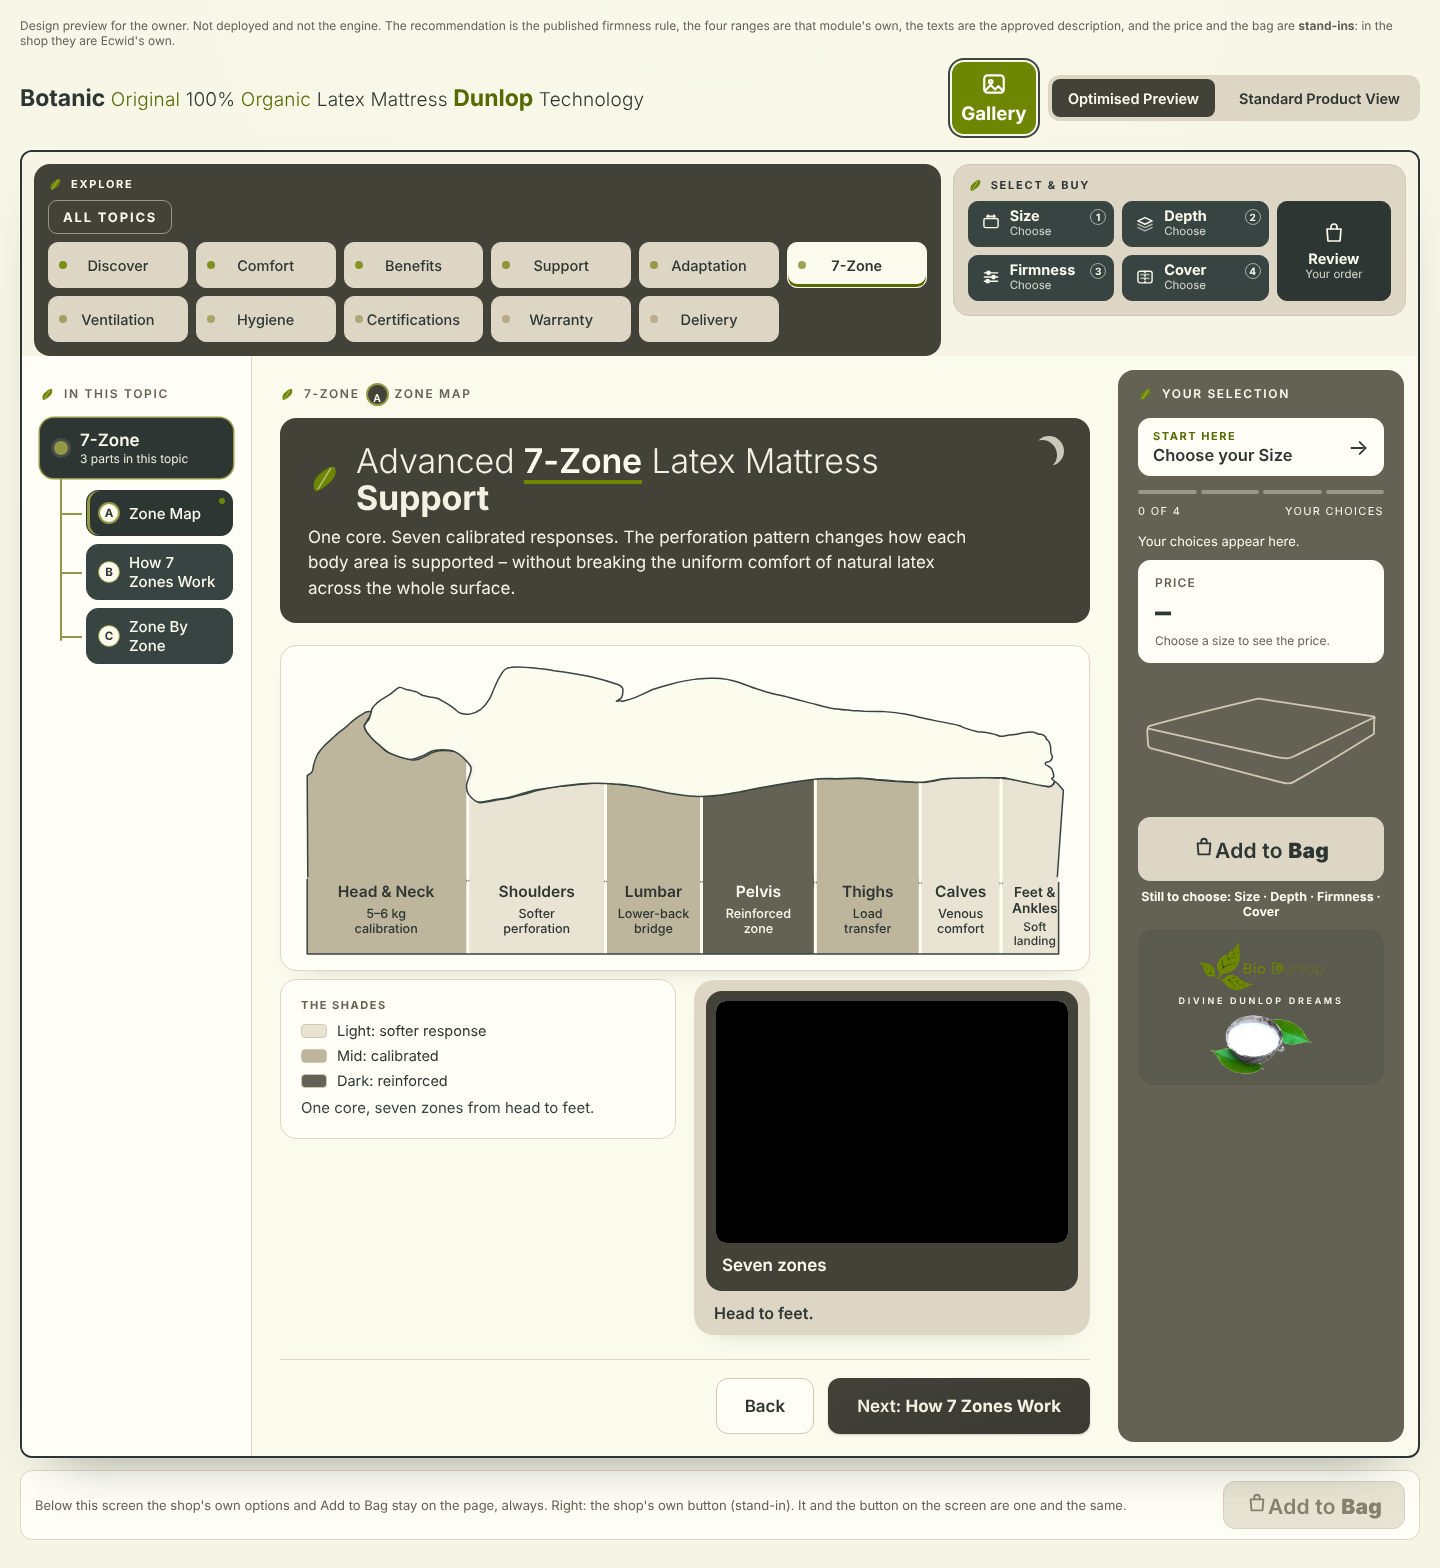 Design preview for the owner. Not deployed and not the engine. The recommendation is the published firmness rule, the four ranges are that module's own, the texts are the approved description, and the price and the bag are stand-ins: in the
shop they are Ecwid's own.
Botanic Original 100% Organic Latex Mattress Dunlop Technology
Gallery
Optimised Preview
Standard Product View
EXPLORE
ALL TOPICS
Discover
Comfort
Benefits
Support
Adaptation
7-Zone
Ventilation
Hygiene
Certifications
Warranty
Delivery
SELECT & BUY
Size
Choose
1
Depth
Choose
2
Firmness
Choose
3
Cover
Choose
4
Review
Your order
IN THIS TOPIC
7-Zone
3 parts in this topic
A Zone Map
B How 7
Zones Work
C Zone By
Zone
7-ZONE A ZONE MAP
Advanced 7-Zone Latex Mattress
Support
One core. Seven calibrated responses. The perforation pattern changes how each
body area is supported – without breaking the uniform comfort of natural latex
across the whole surface.
Head & Neck
5–6 kg
calibration
Shoulders
Softer
perforation
Lumbar
Lower-back
bridge
Pelvis
Reinforced
zone
Thighs
Load
transfer
Calves
Venous
comfort
Feet &
Ankles
Soft
landing
THE SHADES
Light: softer response
Mid: calibrated
Dark: reinforced
One core, seven zones from head to feet.
Seven zones
Head to feet.
Back
Next: How 7 Zones Work
YOUR SELECTION
START HERE
Choose your Size
0 OF 4
YOUR CHOICES
Your choices appear here.
PRICE
–
Choose a size to see the price.
Add to Bag
Still to choose: Size · Depth · Firmness ·
Cover
Bio Dunlop
DIVINE DUNLOP DREAMS
Below this screen the shop's own options and Add to Bag stay on the page, always. Right: the shop's own button (stand-in). It and the button on the screen are one and the same.
Add to Bag